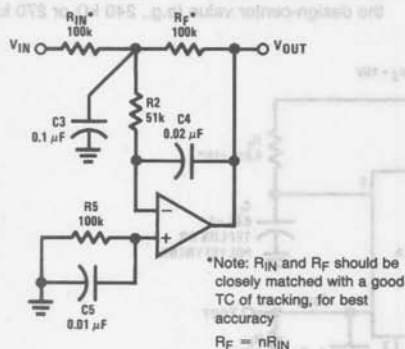 RIN*
100k
RF*
100k
VIN
VOUT
R2
51k
C3
0.1 µF
C4
0.02 µF
R5
100k
−
+
C5
0.01 µF
*Note: RIN and RF should be
closely matched with a good
TC of tracking, for best
accuracy
RF = nRIN